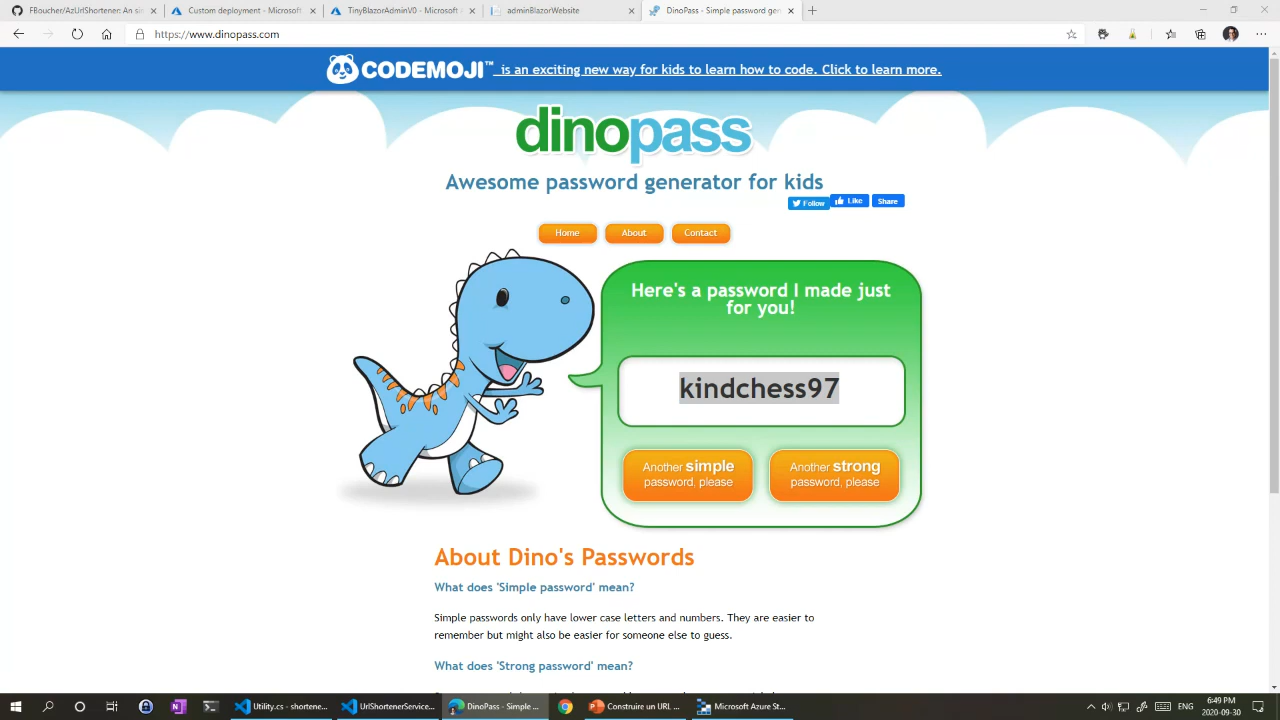 FBoucher/AzUrlShortener: An sim
Custom deployment - Microsoft
TinyBlazorAdminV0 - Microsoft
adminBlazorWebsite
DinoPass - Simple password gen
https://www.dinopass.com
CODEMOJI™ is an exciting new way for kids to learn how to code. Click to learn more.
dinopass
Awesome password generator for kids
Follow
Like
Share
Home
About
Contact
Here's a password I made just
for you!
kindchess97
Another simple
password, please
Another strong
password, please
About Dino's Passwords
What does 'Simple password' mean?
Simple passwords only have lower case letters and numbers. They are easier to
remember but might also be easier for someone else to guess.
What does 'Strong password' mean?
Utility.cs - shortene...
UrlShortenerService...
DinoPass - Simple ...
Construire un URL ...
Microsoft Azure St...
ENG
6:49 PM
2020-09-30